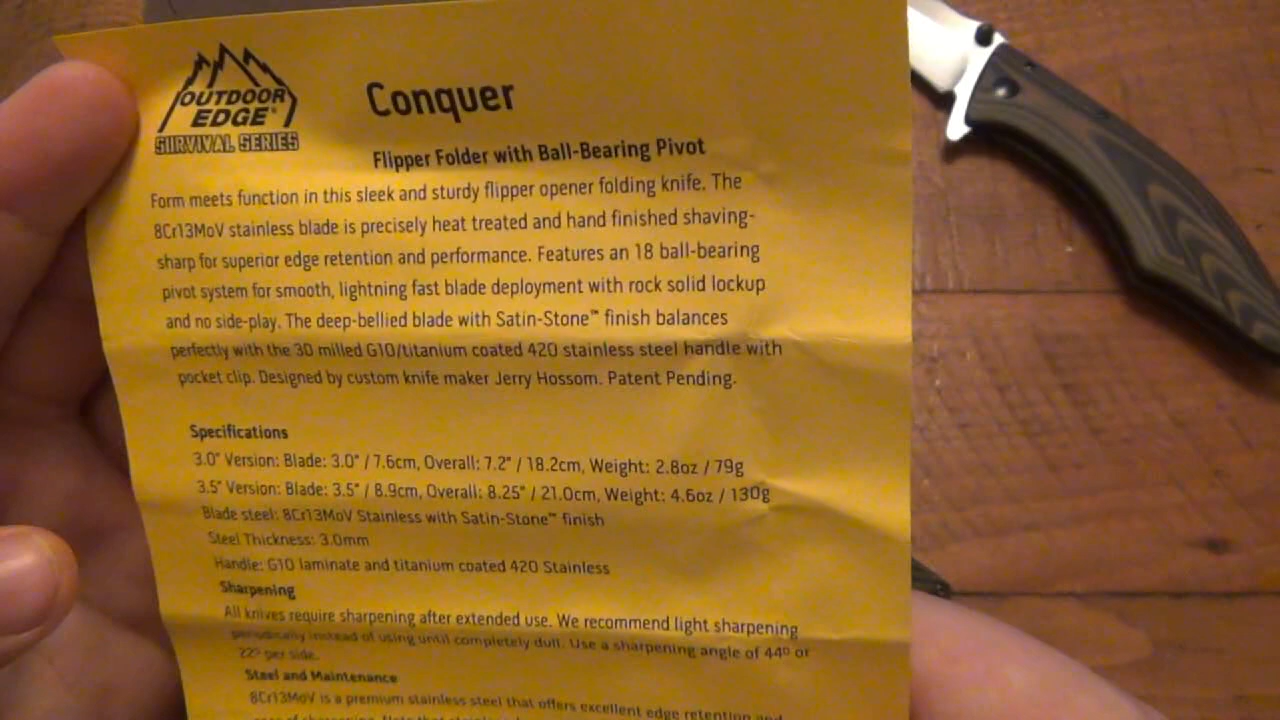 OUTDOOR
EDGE®
SURVIVAL SERIES
Conquer
Flipper Folder with Ball-Bearing Pivot
Form meets function in this sleek and sturdy flipper opener folding knife. The
8Cr13MoV stainless blade is precisely heat treated and hand finished shaving-
sharp for superior edge retention and performance. Features an 18 ball-bearing
pivot system for smooth, lightning fast blade deployment with rock solid lockup
and no side-play. The deep-bellied blade with Satin-Stone™ finish balances
perfectly with the 3D milled G10/titanium coated 420 stainless steel handle with
pocket clip. Designed by custom knife maker Jerry Hossom. Patent Pending.
Specifications
3.0" Version: Blade: 3.0" / 7.6cm, Overall: 7.2" / 18.2cm, Weight: 2.8oz / 79g
3.5" Version: Blade: 3.5" / 8.9cm, Overall: 8.25" / 21.0cm, Weight: 4.6oz / 130g
Blade steel: 8Cr13MoV Stainless with Satin-Stone™ finish
Steel Thickness: 3.0mm
Handle: G10 laminate and titanium coated 420 Stainless
Sharpening
All knives require sharpening after extended use. We recommend light sharpening
periodically instead of using until completely dull. Use a sharpening angle of 44º or
22º per side.
Steel and Maintenance
8Cr13MoV is a premium stainless steel that offers excellent edge retention and
of sharpening. Note that